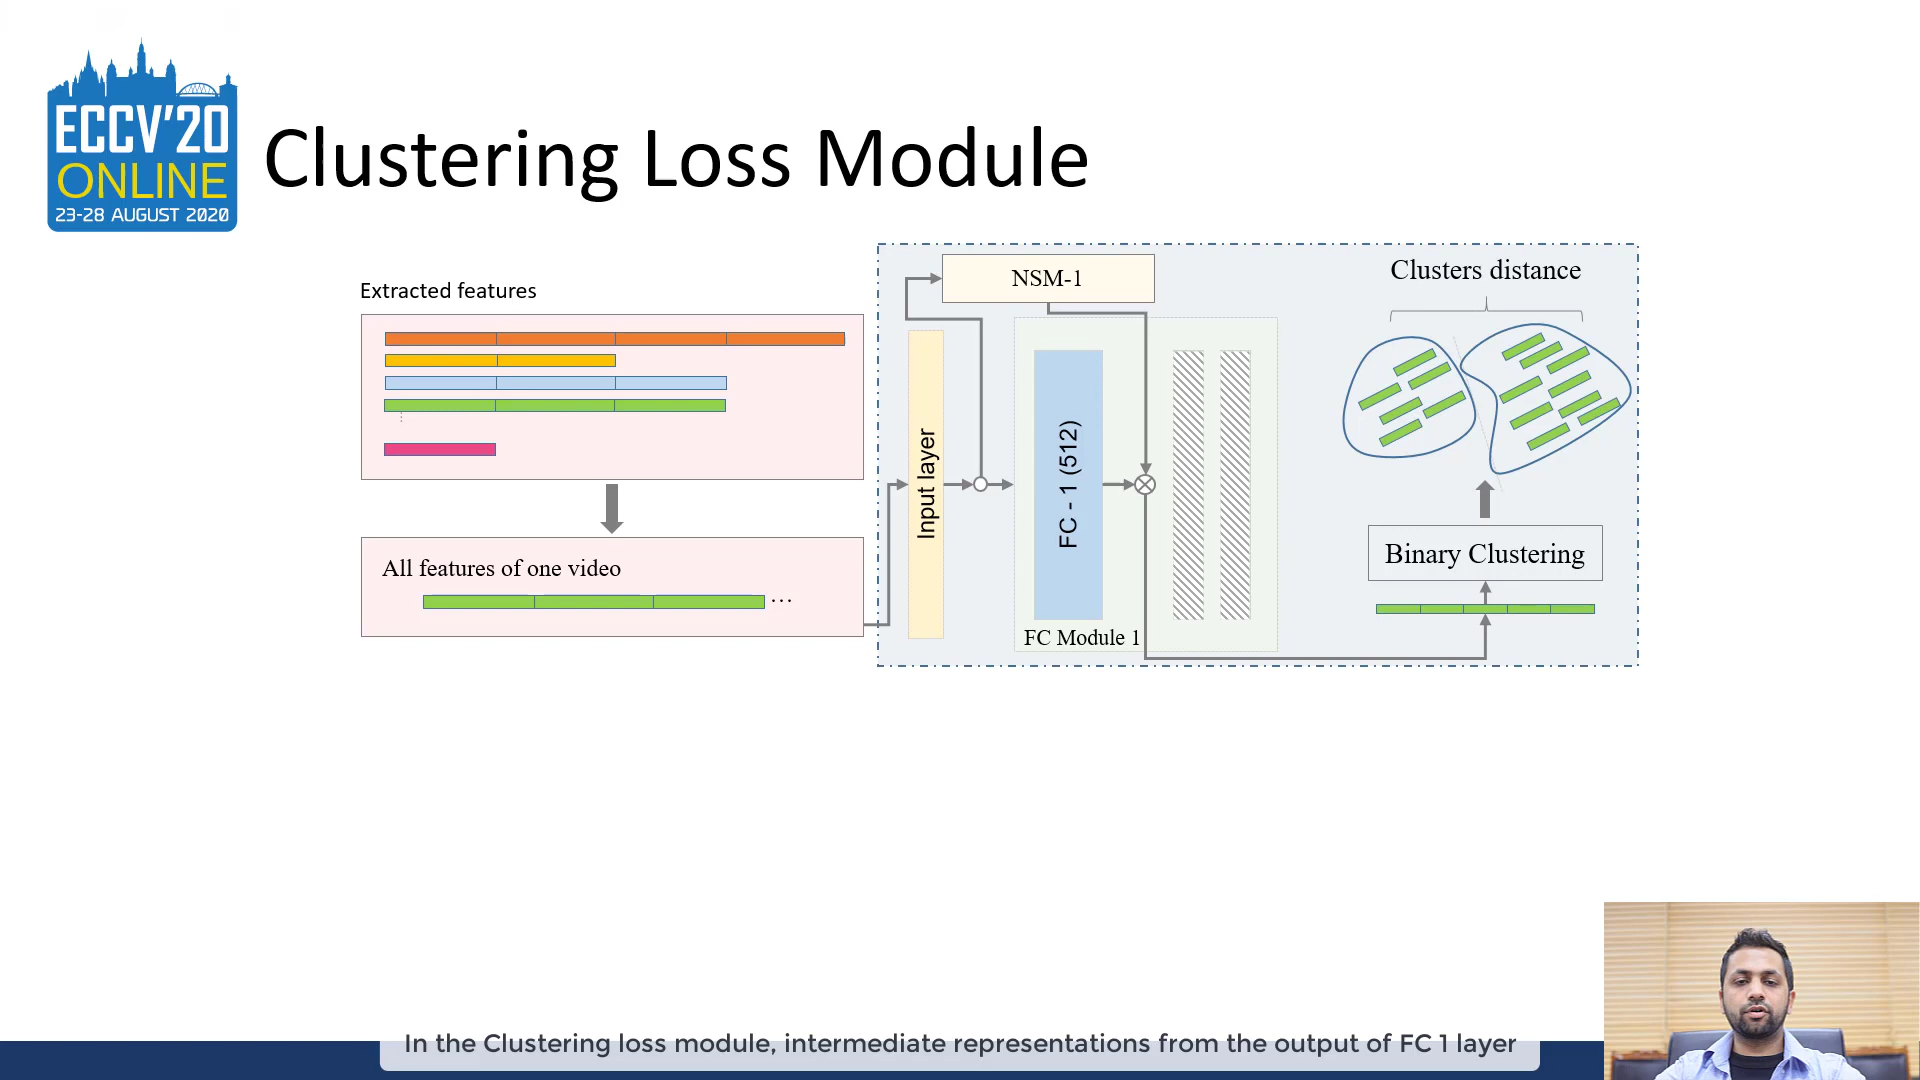 ECCV'20
ONLINE
23-28 AUGUST 2020
Clustering Loss Module
Extracted features
All features of one video
...
NSM-1
Input layer
FC - 1 (512)
FC Module 1
Clusters distance
Binary Clustering
In the Clustering loss module, intermediate representations from the output of FC 1 layer